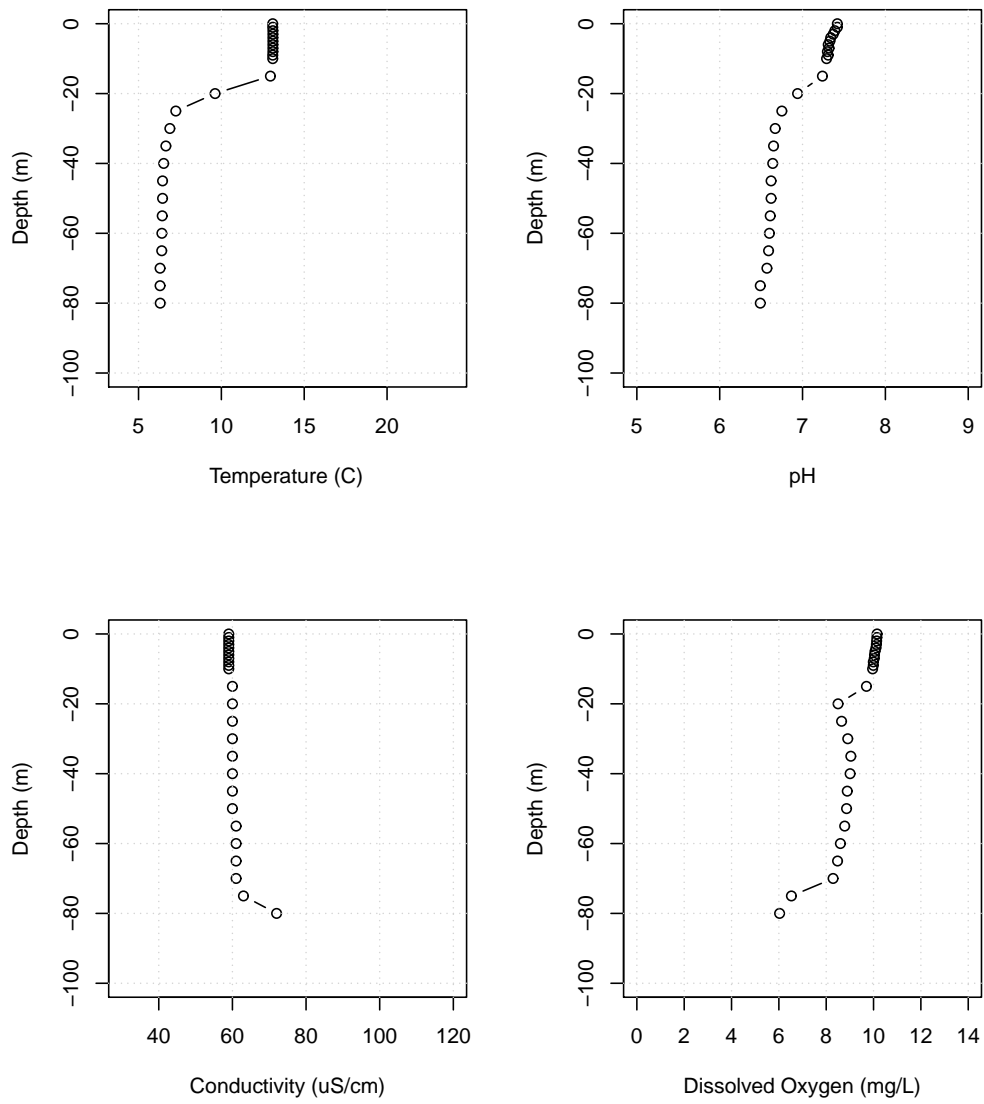 0
−20
−40
−60
−80
−100
Depth (m)
5 10 15 20
Temperature (C)
0
−20
−40
−60
−80
−100
Depth (m)
5 6 7 8 9
pH
0
−20
−40
−60
−80
−100
Depth (m)
40 60 80 100 120
Conductivity (uS/cm)
0
−20
−40
−60
−80
−100
Depth (m)
0 2 4 6 8 10 12 14
Dissolved Oxygen (mg/L)